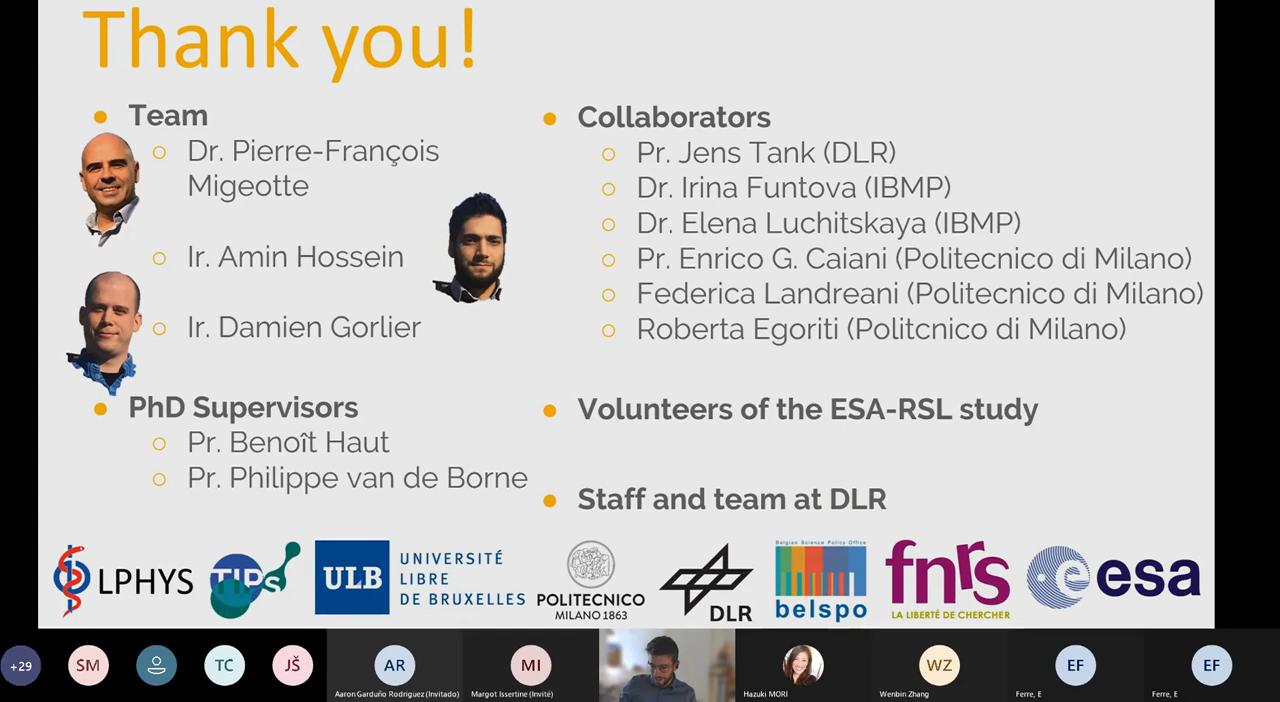 Thank you!
Team
Dr. Pierre-François
Migeotte
Ir. Amin Hossein
Ir. Damien Gorlier
PhD Supervisors
Pr. Benoît Haut
Pr. Philippe van de Borne
Collaborators
Pr. Jens Tank (DLR)
Dr. Irina Funtova (IBMP)
Dr. Elena Luchitskaya (IBMP)
Pr. Enrico G. Caiani (Politecnico di Milano)
Federica Landreani (Politecnico di Milano)
Roberta Egoriti (Politcnico di Milano)
Volunteers of the ESA-RSL study
Staff and team at DLR
LPHYS
TIPs
ULB
UNIVERSITÉ
LIBRE
DE BRUXELLES
POLITECNICO
MILANO 1863
DLR
Belgian Science Policy Office
belspo
fnrs
LA LIBERTÉ DE CHERCHER
esa
+29
SM
TC
JŠ
AR
Aaron Garduño Rodriguez (Invitado)
MI
Margot Issertine (Invité)
Hazuki MORI
WZ
Wenbin Zhang
EF
Ferre, E
EF
Ferre, E